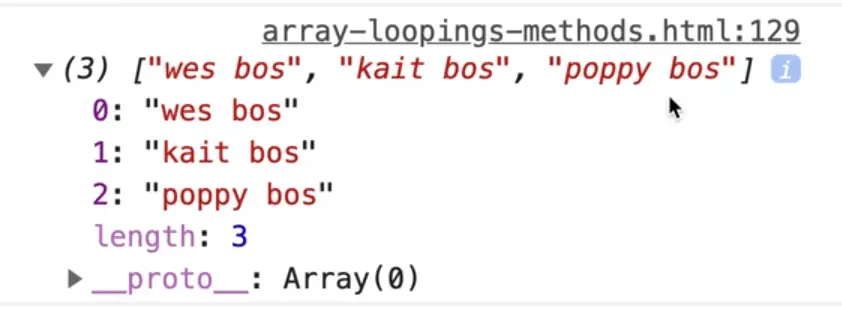 array-loopings-methods.html:129
▼ (3) ["wes bos", "kait bos", "poppy bos"] i
0: "wes bos"
1: "kait bos"
2: "poppy bos"
length: 3
▶ __proto__: Array(0)